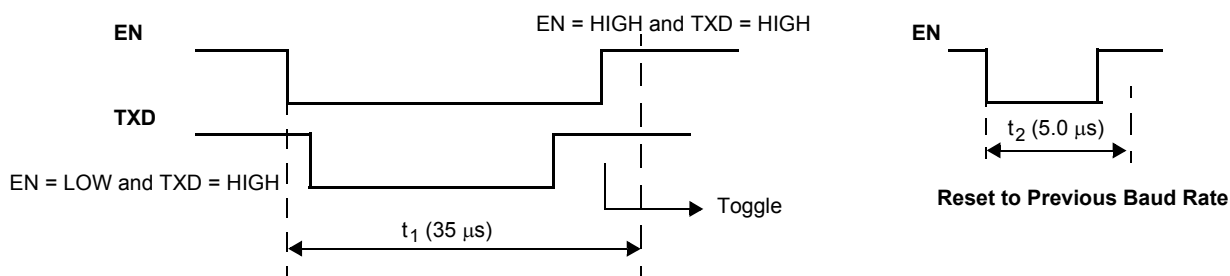 EN = HIGH and TXD = HIGH
EN
EN
TXD
t2 (5.0 μs)
EN = LOW and TXD = HIGH
Reset to Previous Baud Rate
Toggle
t1 (35 μs)